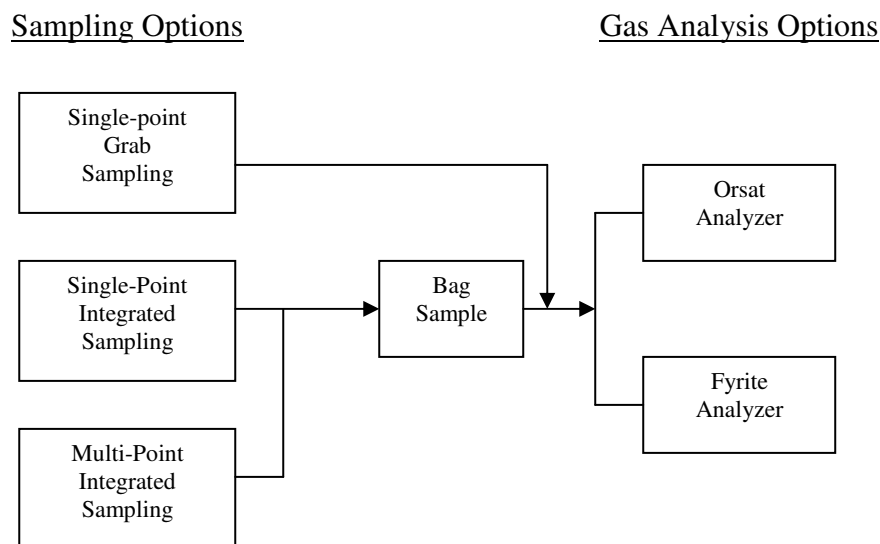 Sampling Options
Gas Analysis Options
Single-point
Grab
Sampling
Orsat
Analyzer
Single-Point
Integrated
Sampling
Bag
Sample
Fyrite
Analyzer
Multi-Point
Integrated
Sampling